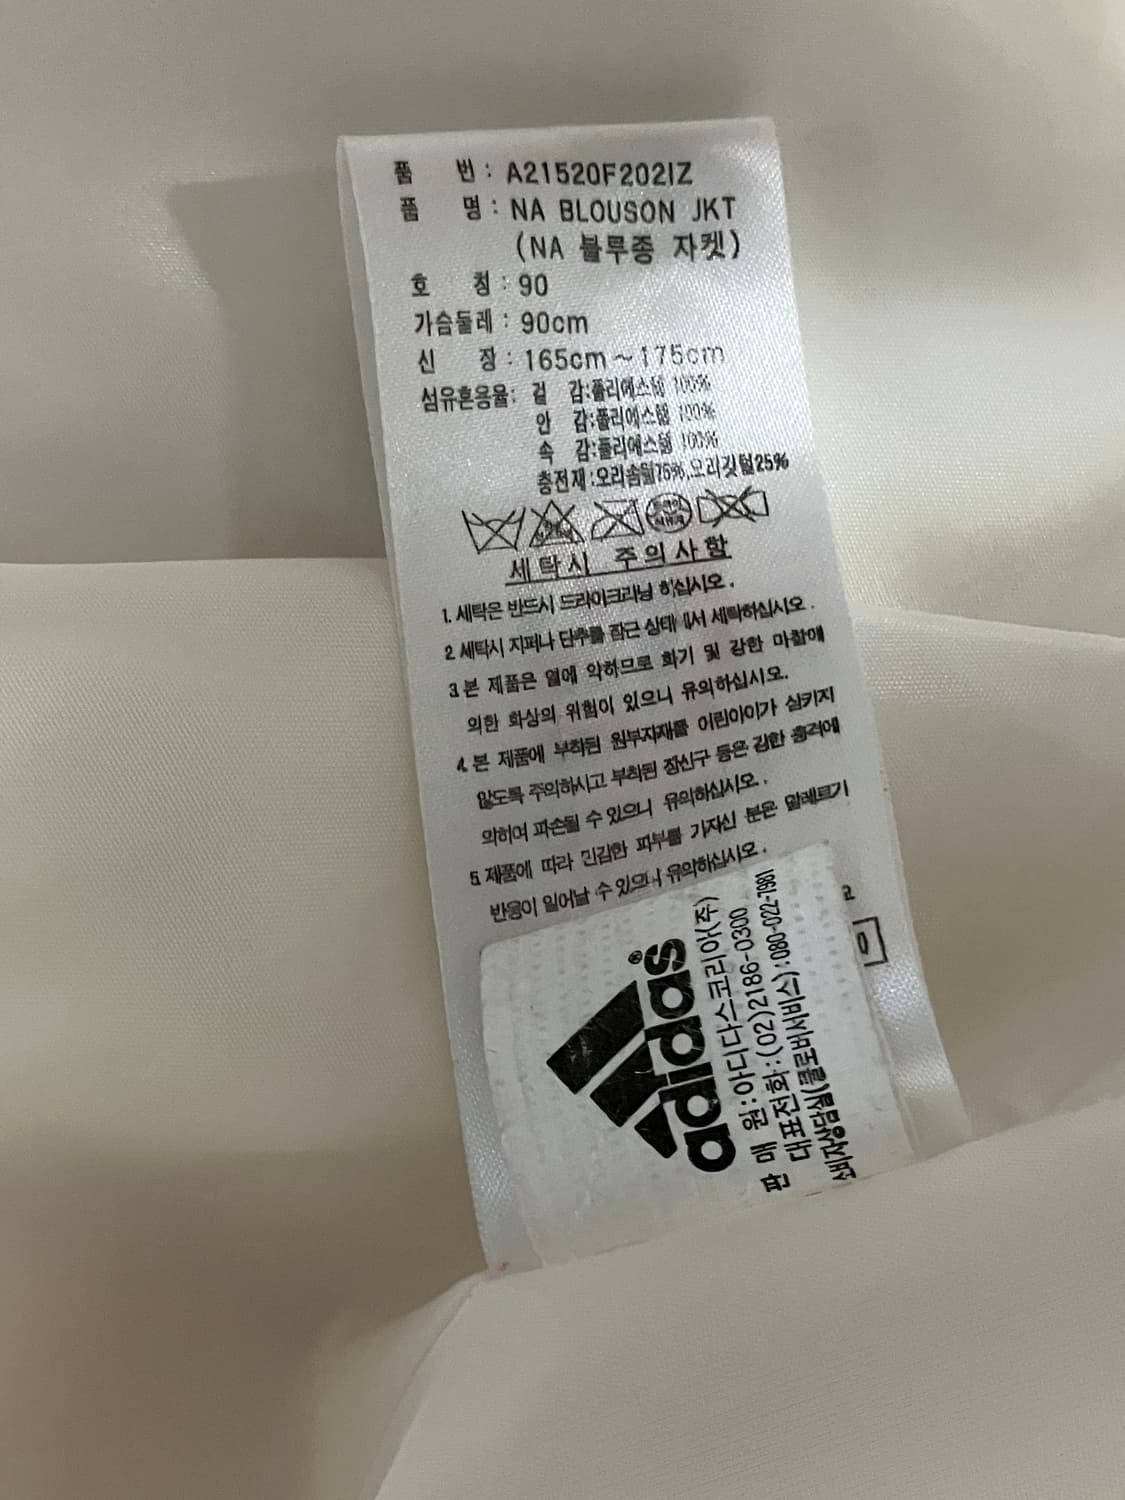 품 번 : A21520F202IZ
품 명 : NA BLOUSON JKT
(NA 블루종 자켓)
호 칭 : 90
가슴둘레 : 90cm
신 장 : 165cm~175cm
섬유혼용율: 겉 감:폴리에스텔 100%
안 감:폴리에스텔 100%
속 감:폴리에스텔 100%
충전재:오리솜털75%,오리깃털25%
세탁시 주의사항
1. 세탁은 반드시 드라이크리닝 하십시오.
2. 세탁시 지퍼나 단추를 잠근 상태에서 세탁하십시오.
3. 본 제품은 열에 약하므로 화기 및 강한 마찰에
의한 화상의 위험이 있으니 유의하십시오.
4. 본 제품에 부착된 원부자재를 어린아이가 삼키지
않도록 주의하시고 부착된 장신구 등은 강한 충격에
약하여 파손될 수 있으니 유의하십시오.
5. 제품에 따라 민감한 피부를 가지신 분은 알레르기
반응이 일어날 수 있으니 유의하십시오.
adidas®
판 매 원:아디다스코리아(주)
대표전화:(02)2186-0300
소비자상담실(클로버서비스):080-022-7981